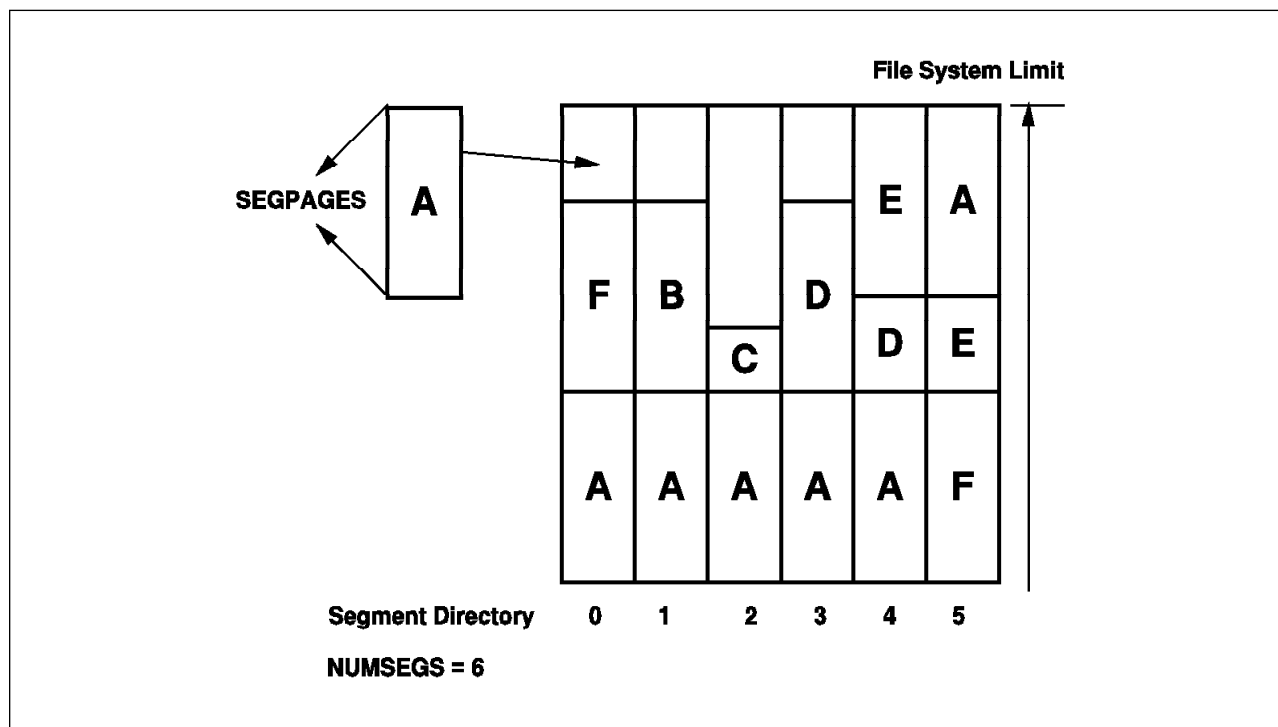 File System Limit
SEGPAGES
A
E
A
F
B
D
C
D
E
A
A
A
A
A
F
Segment Directory 0 1 2 3 4 5
NUMSEGS = 6